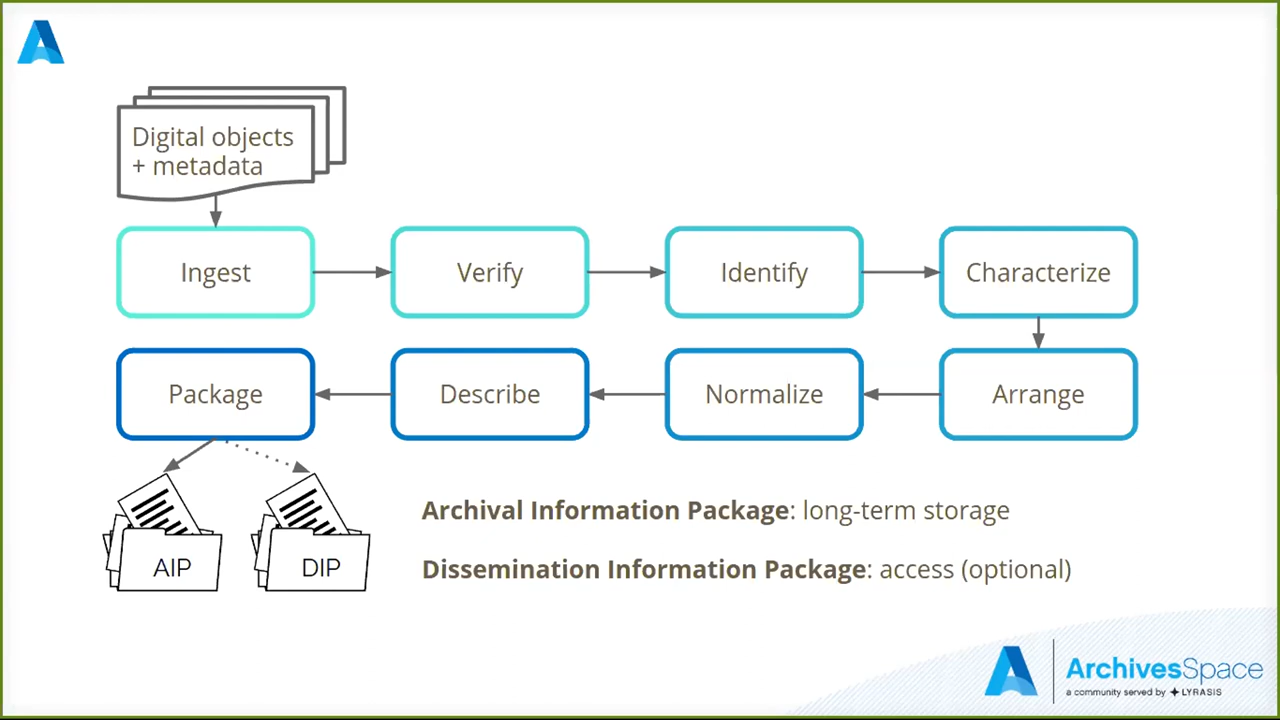 Digital objects
+ metadata
Ingest
Verify
Identify
Characterize
Package
Describe
Normalize
Arrange
AIP
DIP
Archival Information Package: long-term storage
Dissemination Information Package: access (optional)
ArchivesSpace
a community served by LYRASIS